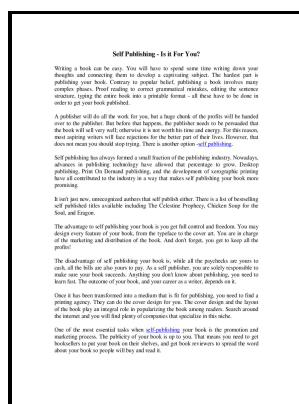 Self Publishing - Is it For You?
Writing a book can be easy. You will have to spend some time writing down your
thoughts and connecting them to develop a captivating subject. The hardest part is
publishing your book. Contrary to popular belief, publishing a book involves many
complex phases. Proof reading to correct grammatical mistakes, editing the sentence
structure, typing the entire book into a printable format - all these have to be done in
order to get your book published.
A publisher will do all the work for you, but a huge chunk of the profits will be handed
over to the publisher. But before that happens, the publisher needs to be persuaded that
the book will sell very well; otherwise it is not worth his time and energy. For this reason,
most aspiring writers will face rejections for the better part of their lives. However, that
does not mean you should stop trying. There is another option -self publishing.
Self publishing has always formed a small fraction of the publishing industry. Nowadays,
advances in publishing technology have allowed that percentage to grow. Desktop
publishing, Print On Demand publishing, and the development of xerographic printing
have all contributed to the industry in a way that makes self publishing your book more
promising.
It isn't just new, unrecognized authors that self publish either. There is a list of bestselling
self published titles available including The Celestine Prophecy, Chicken Soup for the
Soul, and Eragon.
The advantage to self publishing your book is you get full control and freedom. You may
design every feature of your book, from the typeface to the cover art. You are in charge
of the marketing and distribution of the book. And don't forget, you get to keep all the
profits!
The disadvantage of self publishing your book is, while all the paychecks are yours to
cash, all the bills are also yours to pay. As a self publisher, you are solely responsible to
make sure your book succeeds. Anything you don't know about publishing, you need to
learn fast. The outcome of your book, and your career as a writer, depends on it.
Once it has been transformed into a medium that is fit for publishing, you need to find a
printing agency. They can do the cover design for you. The cover design and the layout
of the book play an integral role in popularizing the book among readers. Search around
the internet and you will find plenty of companies that specialize in this niche.
One of the most essential tasks when self-publishing your book is the promotion and
marketing process. The publicity of your book is up to you. That means you need to get
booksellers to put your book on their shelves, and get book reviewers to spread the word
about your book so people will buy and read it.